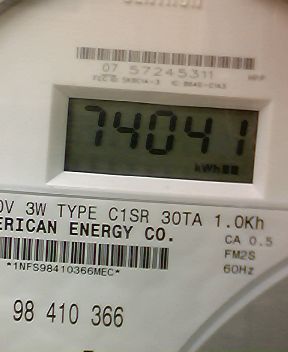 07 57245311
74041
kWh
0V 3W TYPE C1SR 30TA 1.0Kh
ERICAN ENERGY CO.
CA 0.5
FM2S
60Hz
*1NFS98410366MEC*
98 410 366